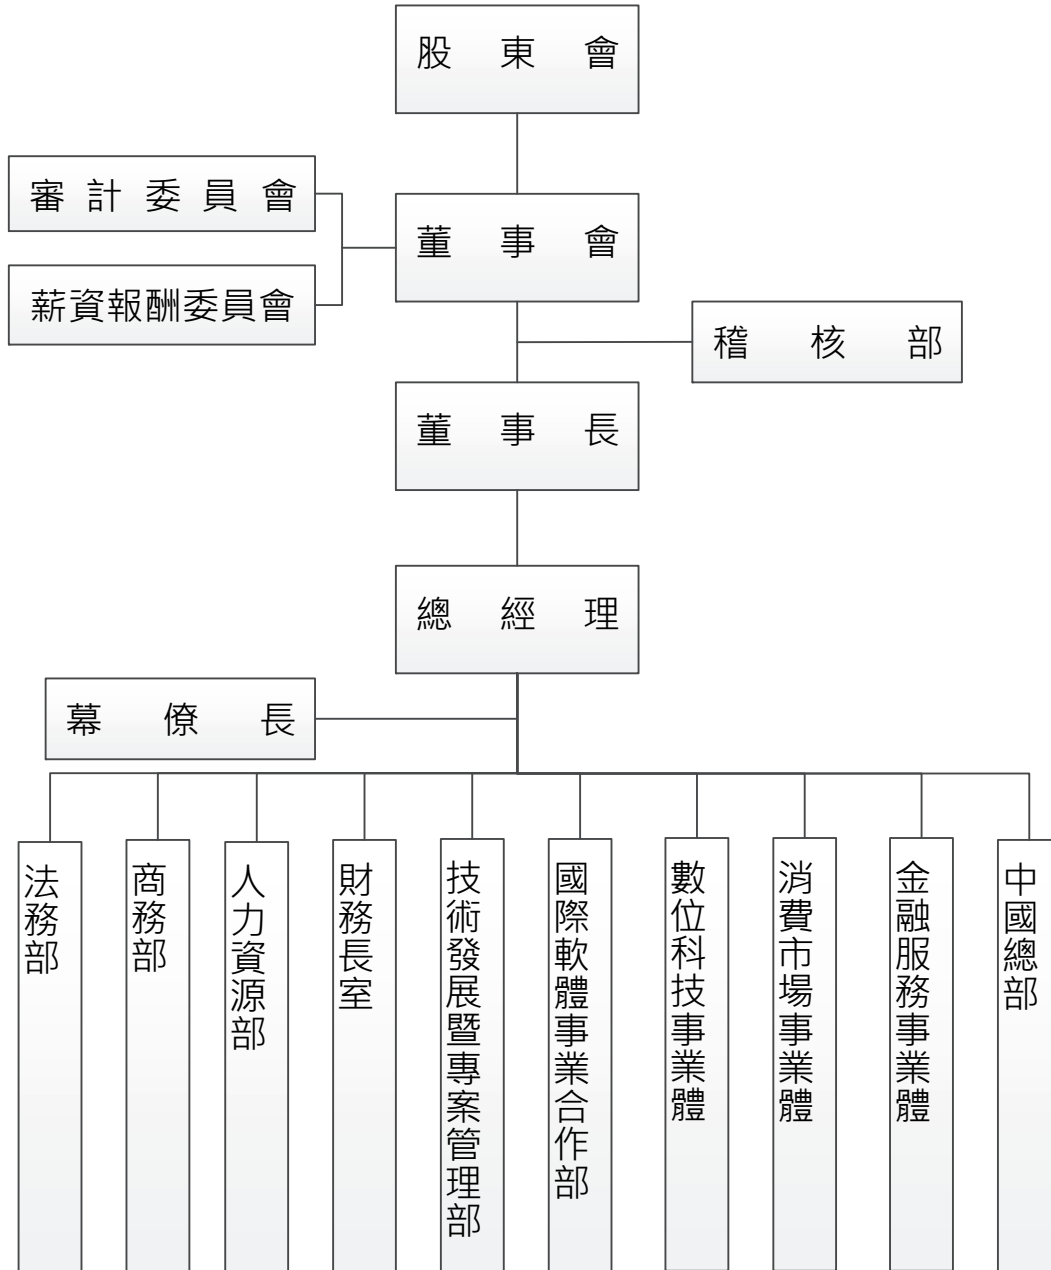 股東會
審計委員會
董事會
薪資報酬委員會
稽核部
董事長
總經理
幕僚長
法務部
商務部
人力資源部
財務長室
技術發展暨專案管理部
國際軟體事業合作部
數位科技事業體
消費市場事業體
金融服務事業體
中國總部